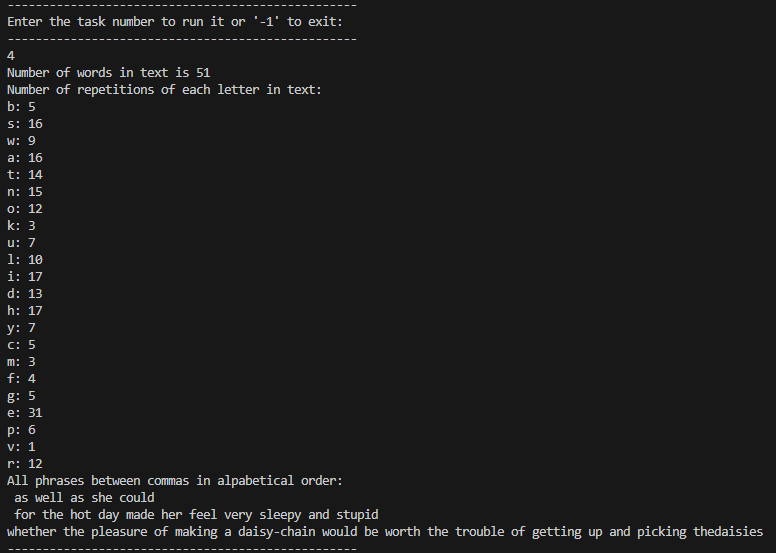 --------------------------------------------------
Enter the task number to run it or '-1' to exit:
--------------------------------------------------
4
Number of words in text is 51
Number of repetitions of each letter in text:
b: 5
s: 16
w: 9
a: 16
t: 14
n: 15
o: 12
k: 3
u: 7
l: 10
i: 17
d: 13
h: 17
y: 7
c: 5
m: 3
f: 4
g: 5
e: 31
p: 6
v: 1
r: 12
All phrases between commas in alpabetical order:
 as well as she could
 for the hot day made her feel very sleepy and stupid
whether the pleasure of making a daisy-chain would be worth the trouble of getting up and picking thedaisies
--------------------------------------------------